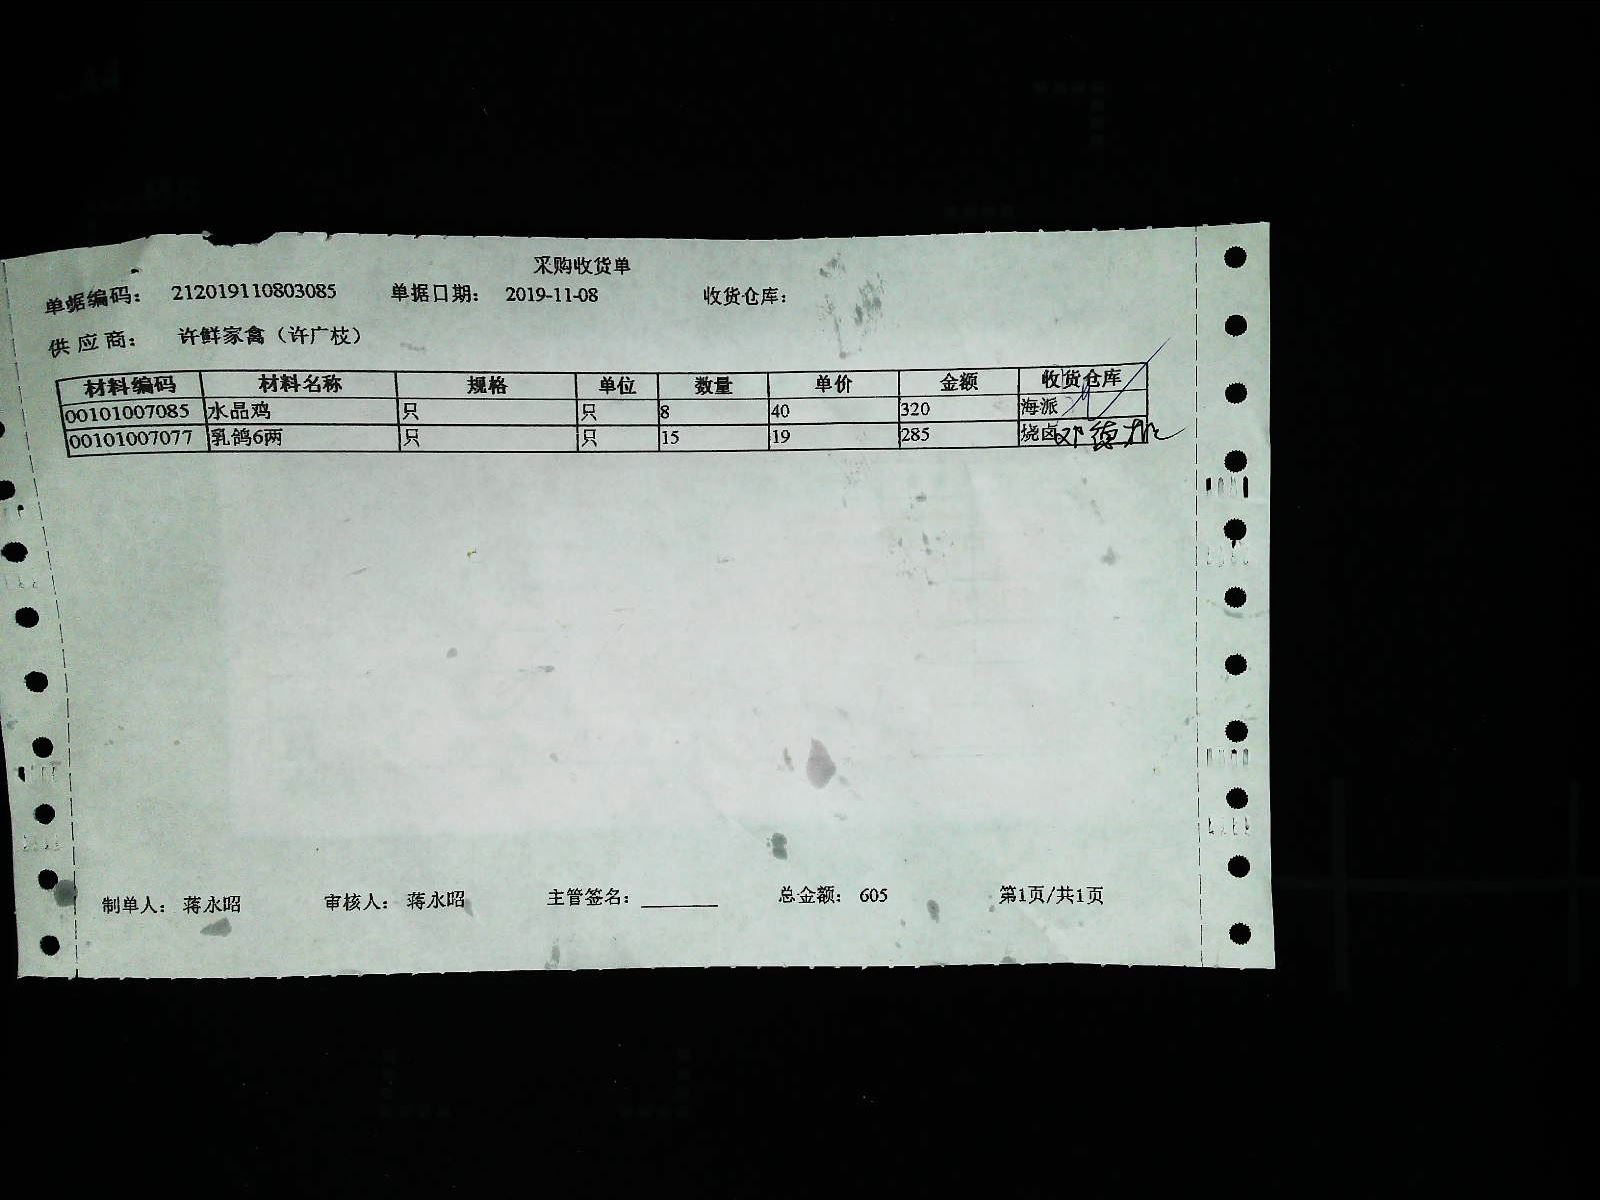 采购收货单
单据编码： 212019110803085 单据日期： 2019-11-08 收货仓库：
供应商： 许鲜家禽（许广枝）
材料编码 材料名称 规格 单位 数量 单价 金额 收货仓库
00101007085 水晶鸡 只 只 8 40 320 海派
00101007077 乳鸽6两 只 只 15 19 285 烧卤
制单人： 蒋永昭 审核人： 蒋永昭 主管签名： 总金额： 605 第1页/共1页